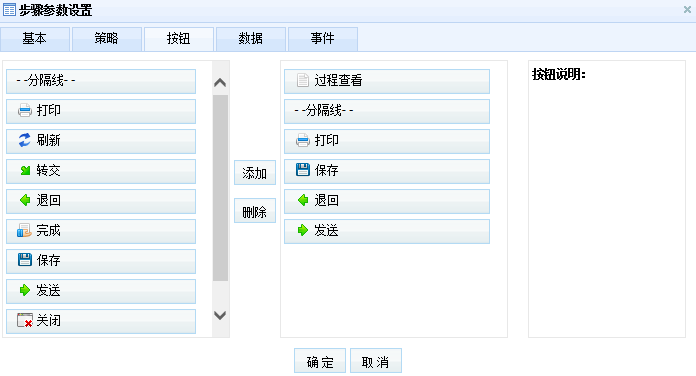 步骤参数设置
基本 策略 按钮 数据 事件
- -分隔线- -
打印
刷新
转交
退回
完成
保存
发送
关闭
添加
删除
过程查看
- -分隔线- -
打印
保存
退回
发送
按钮说明：
确 定 取 消